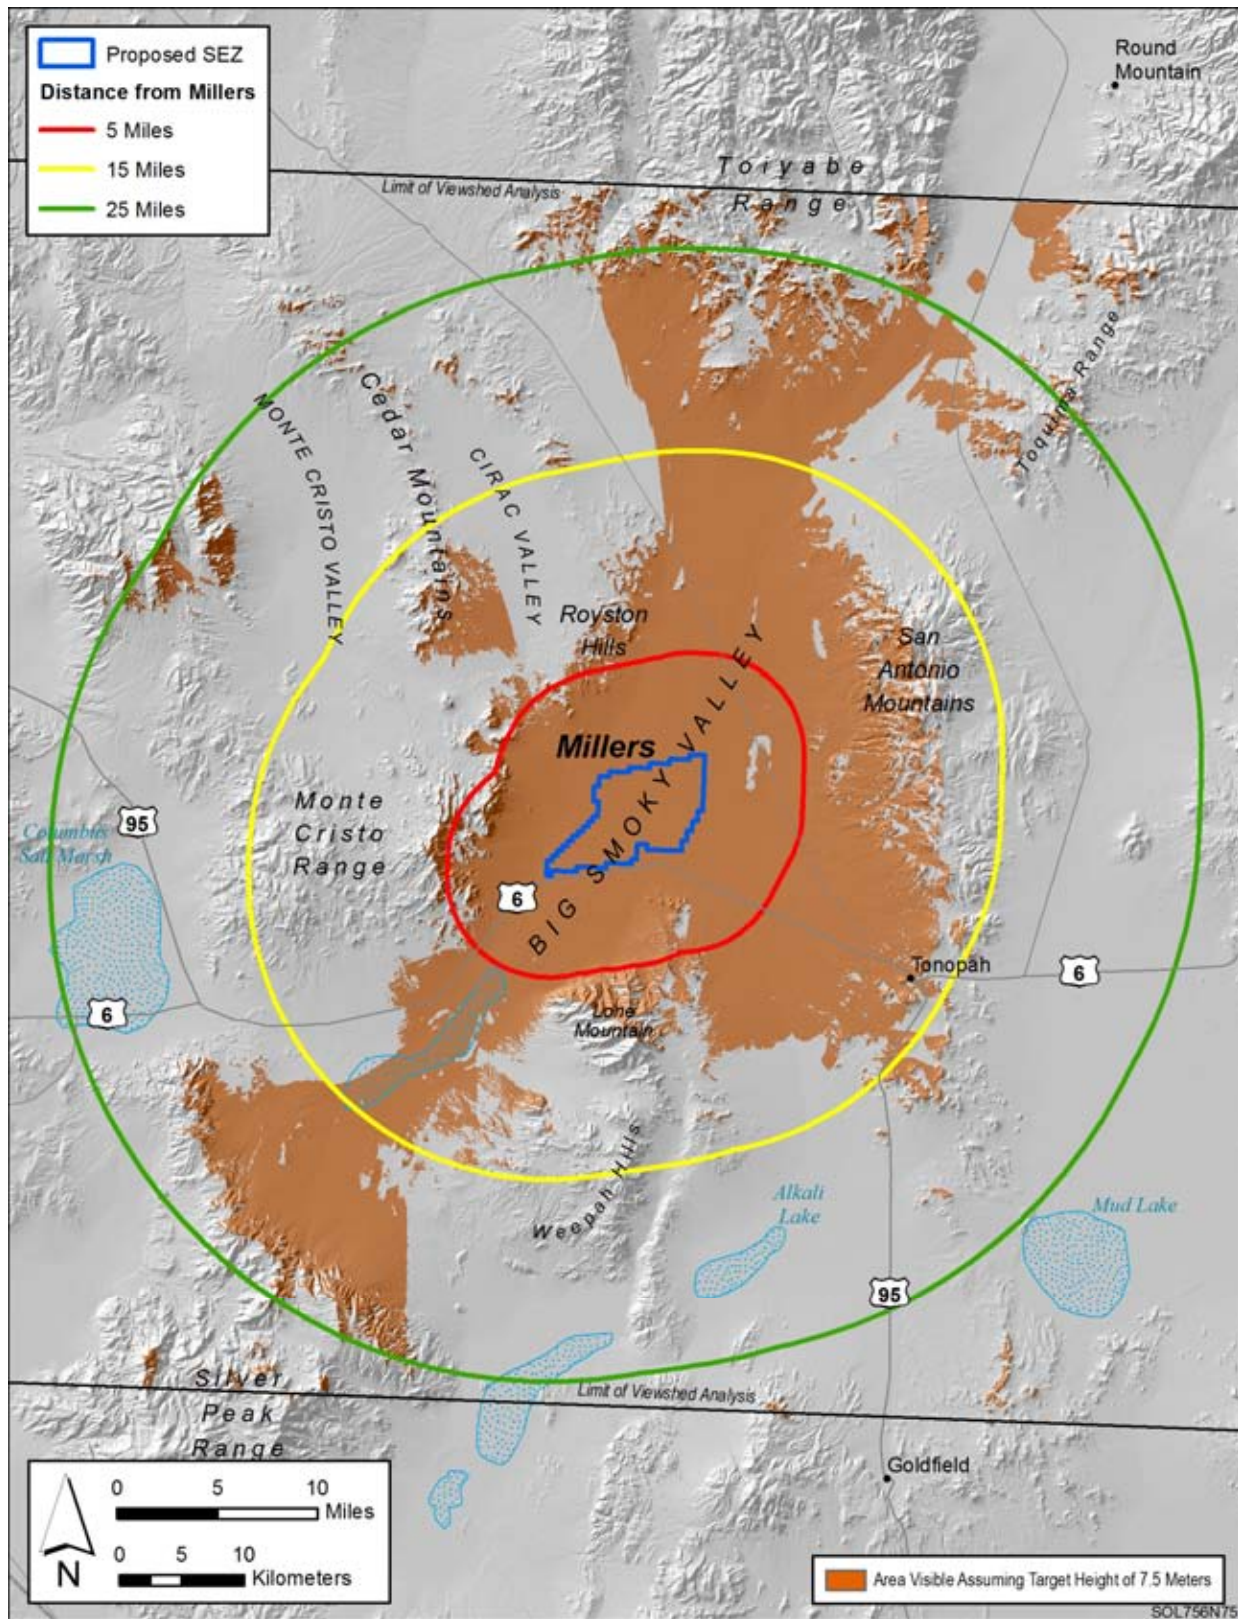 Proposed SEZ
Distance from Millers
5 Miles
15 Miles
25 Miles
Round
Mountain
Toiyabe
Range
Limit of Viewshed Analysis
Toquima Range
Cedar Mountains
MONTE CRISTO VALLEY
CIRAC VALLEY
Royston
Hills
San
Antonio
Mountains
Millers
BIG SMOKY VALLEY
Monte
Cristo
Range
95
Columbus
Salt Marsh
6
Tonopah
6
6
Lone
Mountain
Weepah Hills
Alkali
Lake
Mud Lake
95
Limit of Viewshed Analysis
Silver
Peak
Range
Goldfield
0 5 10
Miles
0 5 10
Kilometers
N
Area Visible Assuming Target Height of 7.5 Meters
SOL756N75